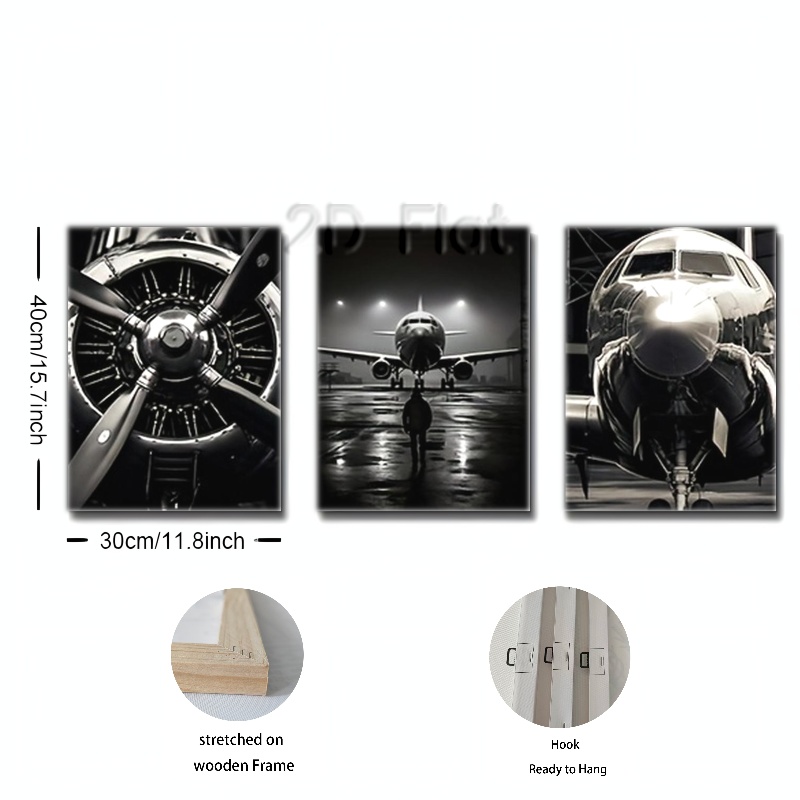 2D Flat
40cm/15.7inch
30cm/11.8inch
stretched on
wooden Frame
Hook
Ready to Hang